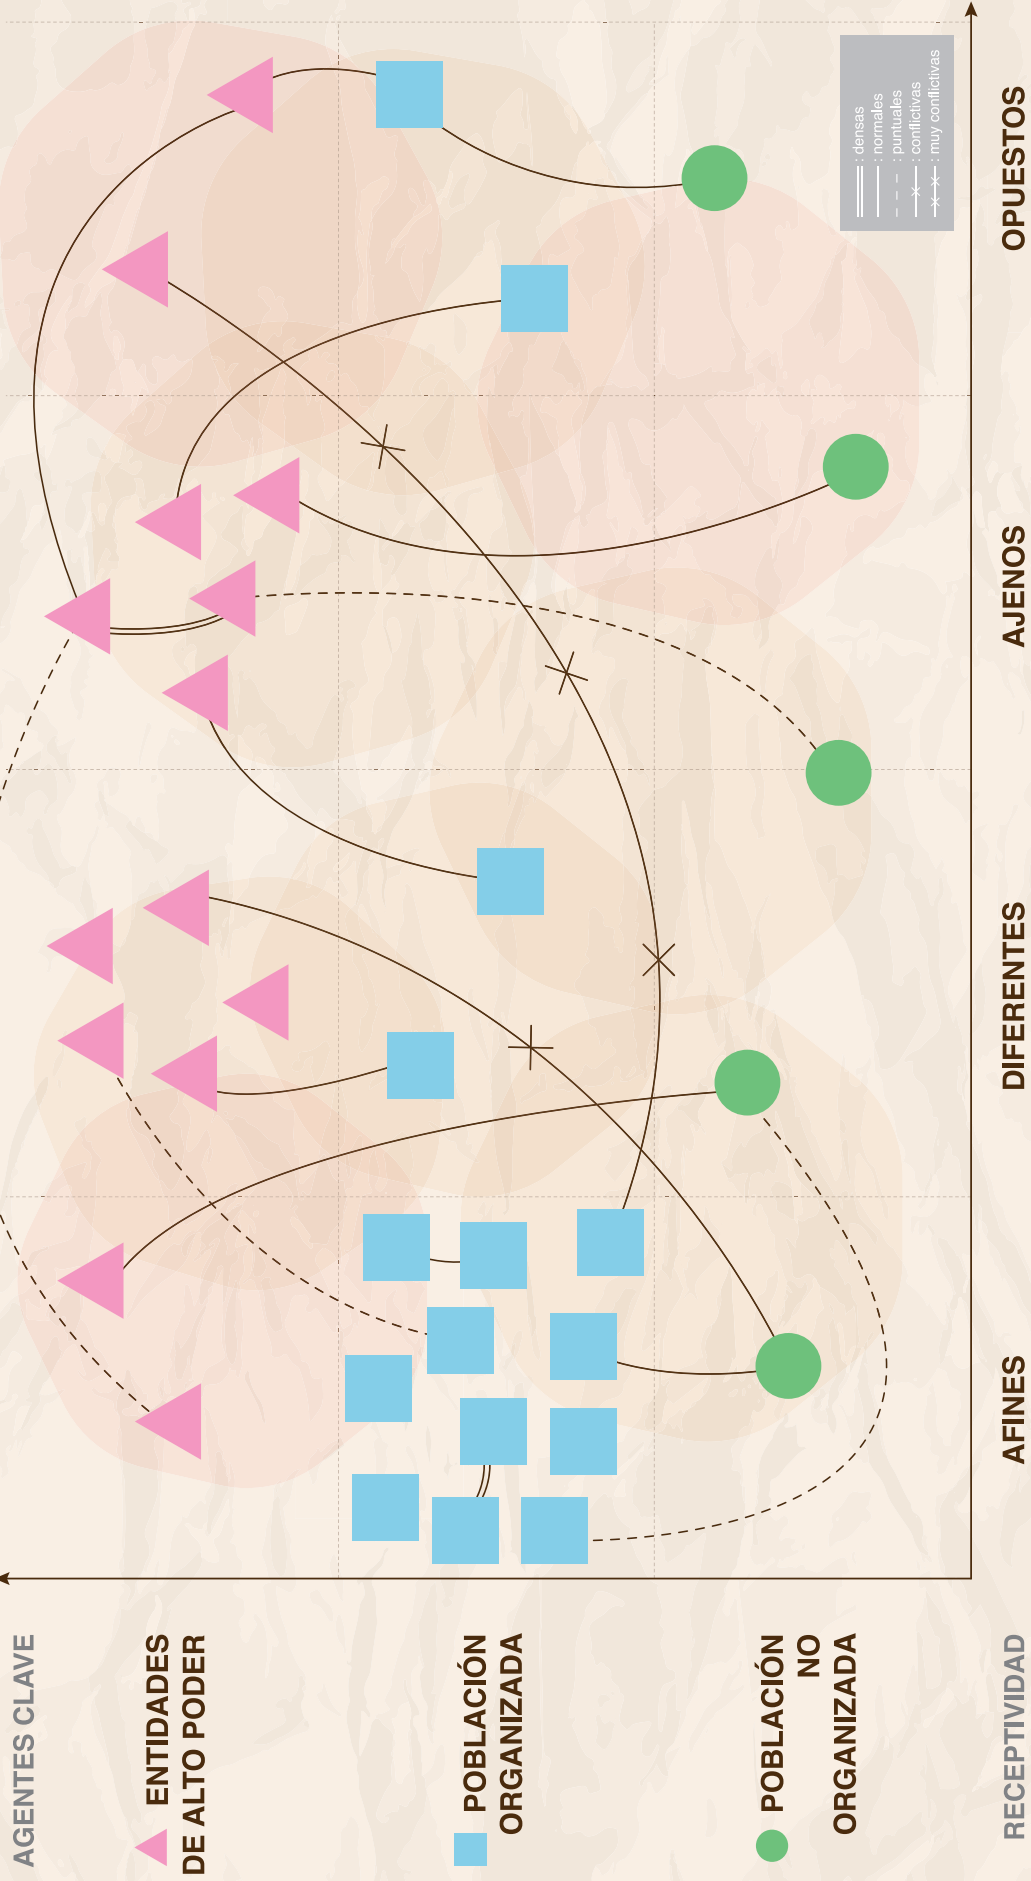 AGENTES CLAVE
ENTIDADES
DE ALTO PODER
POBLACIÓN
ORGANIZADA
POBLACIÓN
NO
ORGANIZADA
: densas
: normales
: puntuales
: conflictivas
: muy conflictivas
RECEPTIVIDAD
AFINES
DIFERENTES
AJENOS
OPUESTOS